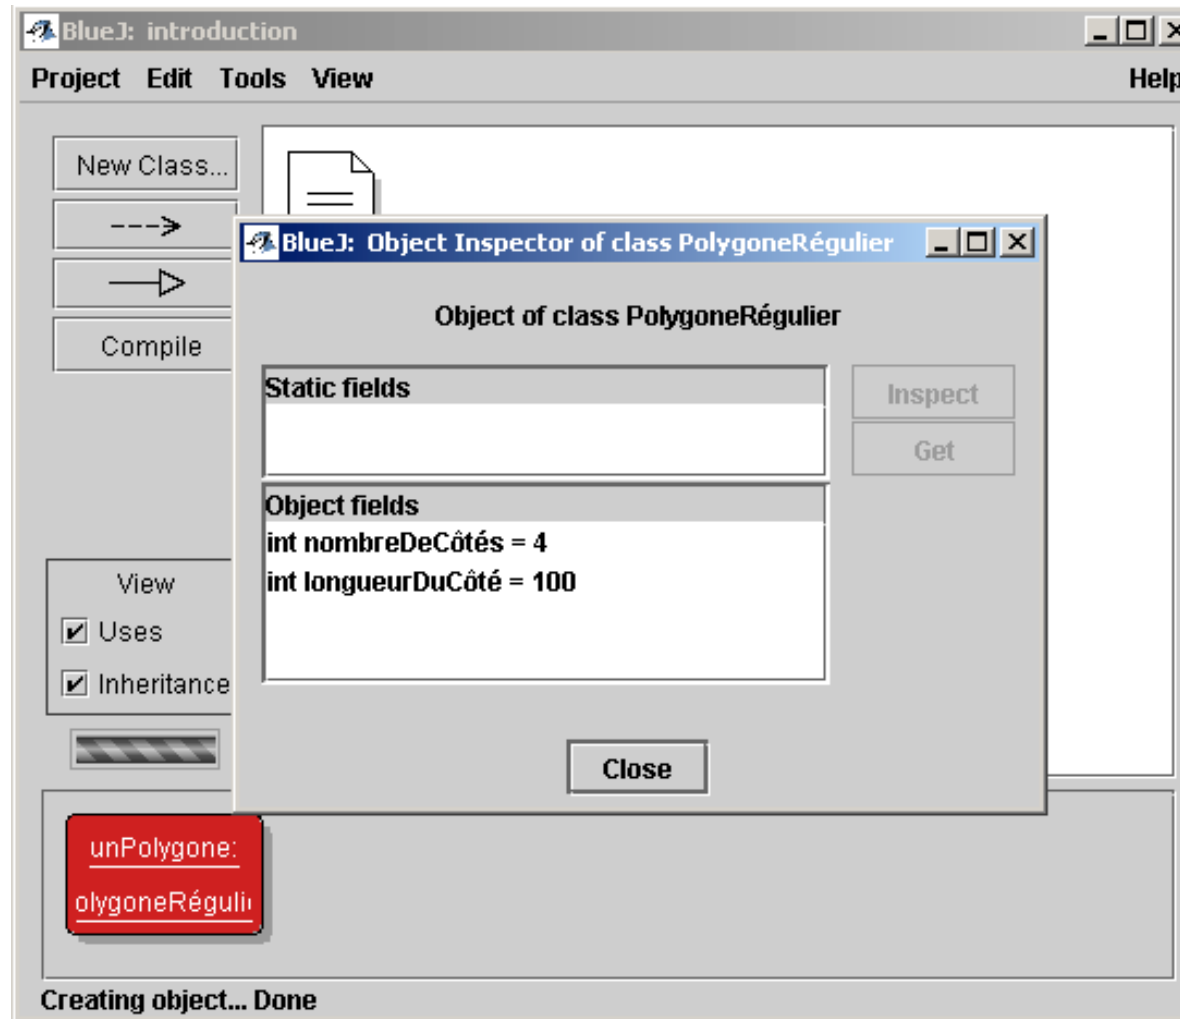 BlueJ: introduction
Project Edit Tools View Help
New Class...
Compile
BlueJ: Object Inspector of class PolygoneRégulier
Object of class PolygoneRégulier
Static fields
Inspect
Get
Object fields
int nombreDeCôtés = 4
int longueurDuCôté = 100
View
Uses
Inheritance
Close
unPolygone:
olygoneRéguli
Creating object... Done